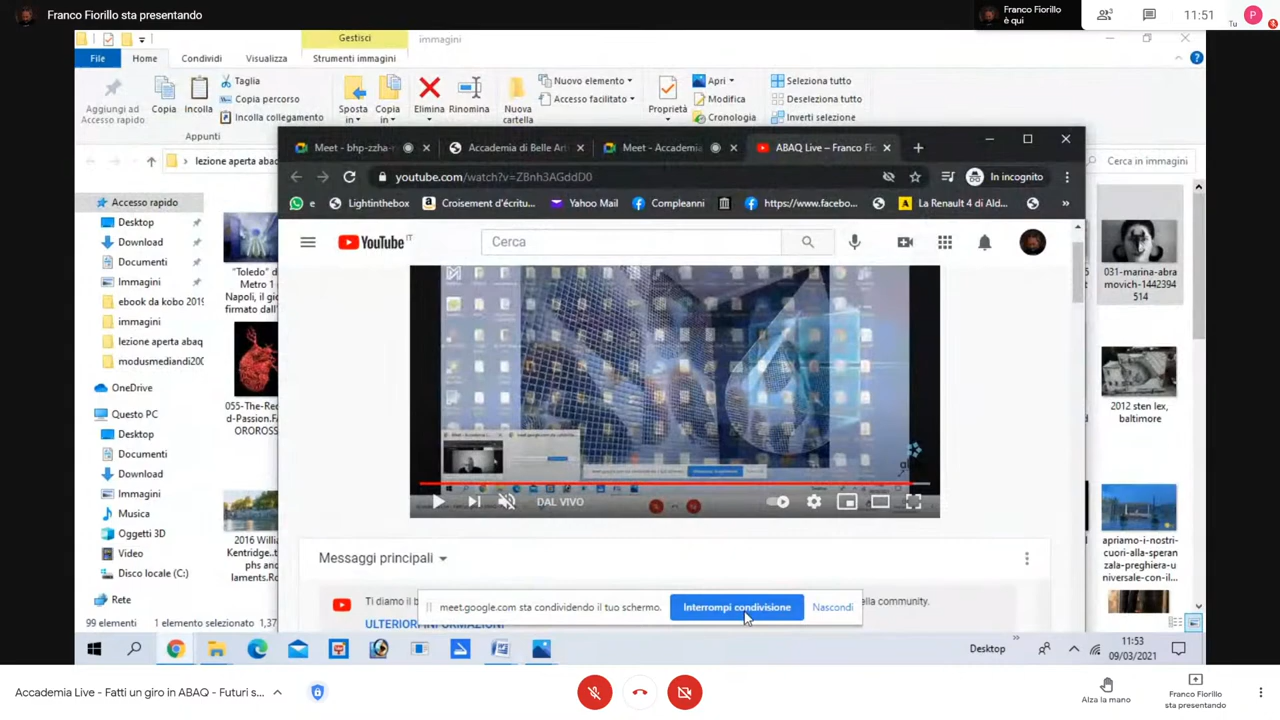 Franco Fiorillo sta presentando
Franco Fiorillo
è qui
3
11:51
Tu
P
Gestisci
immagini
File
Home
Condividi
Visualizza
Strumenti immagini
Aggiungi ad
Accesso rapido
Copia
Incolla
Taglia
Copia percorso
Incolla collegamento
Appunti
Sposta
in
Copia
in
Elimina
Rinomina
Nuova
cartella
Nuovo elemento
Accesso facilitato
Proprietà
Apri
Modifica
Cronologia
Seleziona tutto
Deseleziona tutto
Inverti selezione
lezione aperta abaq
Cerca in immagini
Meet - bhp-zzha-
Accademia di Belle Art
Meet - Accademia
ABAQ Live – Franco Fio
youtube.com/watch?v=ZBnh3AGddD0
In incognito
Lightinthebox
Croisement d'écritu...
Yahoo Mail
Compleanni
https://www.facebo...
La Renault 4 di Ald...
YouTube IT
Cerca
Accesso rapido
Desktop
Download
Documenti
Immagini
ebook da kobo 2019
immagini
lezione aperta abaq
modusmediandi200
OneDrive
Questo PC
Desktop
Documenti
Download
Immagini
Musica
Oggetti 3D
Video
Disco locale (C:)
Rete
"Toledo"
Metro 1
Napoli, il gi
firmato dall'
055-The-Re
d-Passion.FA
OROROSS
2016 Willi
Kentridge..t
phs and
laments.Ro
031-marina-abra
movich-1442394
514
2012 sten lex,
baltimore
apriamo-i-nostri-
cuori-alla-speran
zala-preghiera-u
niversale-con-il...
DAL VIVO
Messaggi principali
Ti diamo il b
ella community.
ULTERIORI INFORMAZIONI
meet.google.com sta condividendo il tuo schermo.
Interrompi condivisione
Nascondi
99 elementi
1 elemento selezionato
1,37
Desktop
11:53
09/03/2021
Accademia Live - Fatti un giro in ABAQ - Futuri s...
Alza la mano
Franco Fiorillo
sta presentando